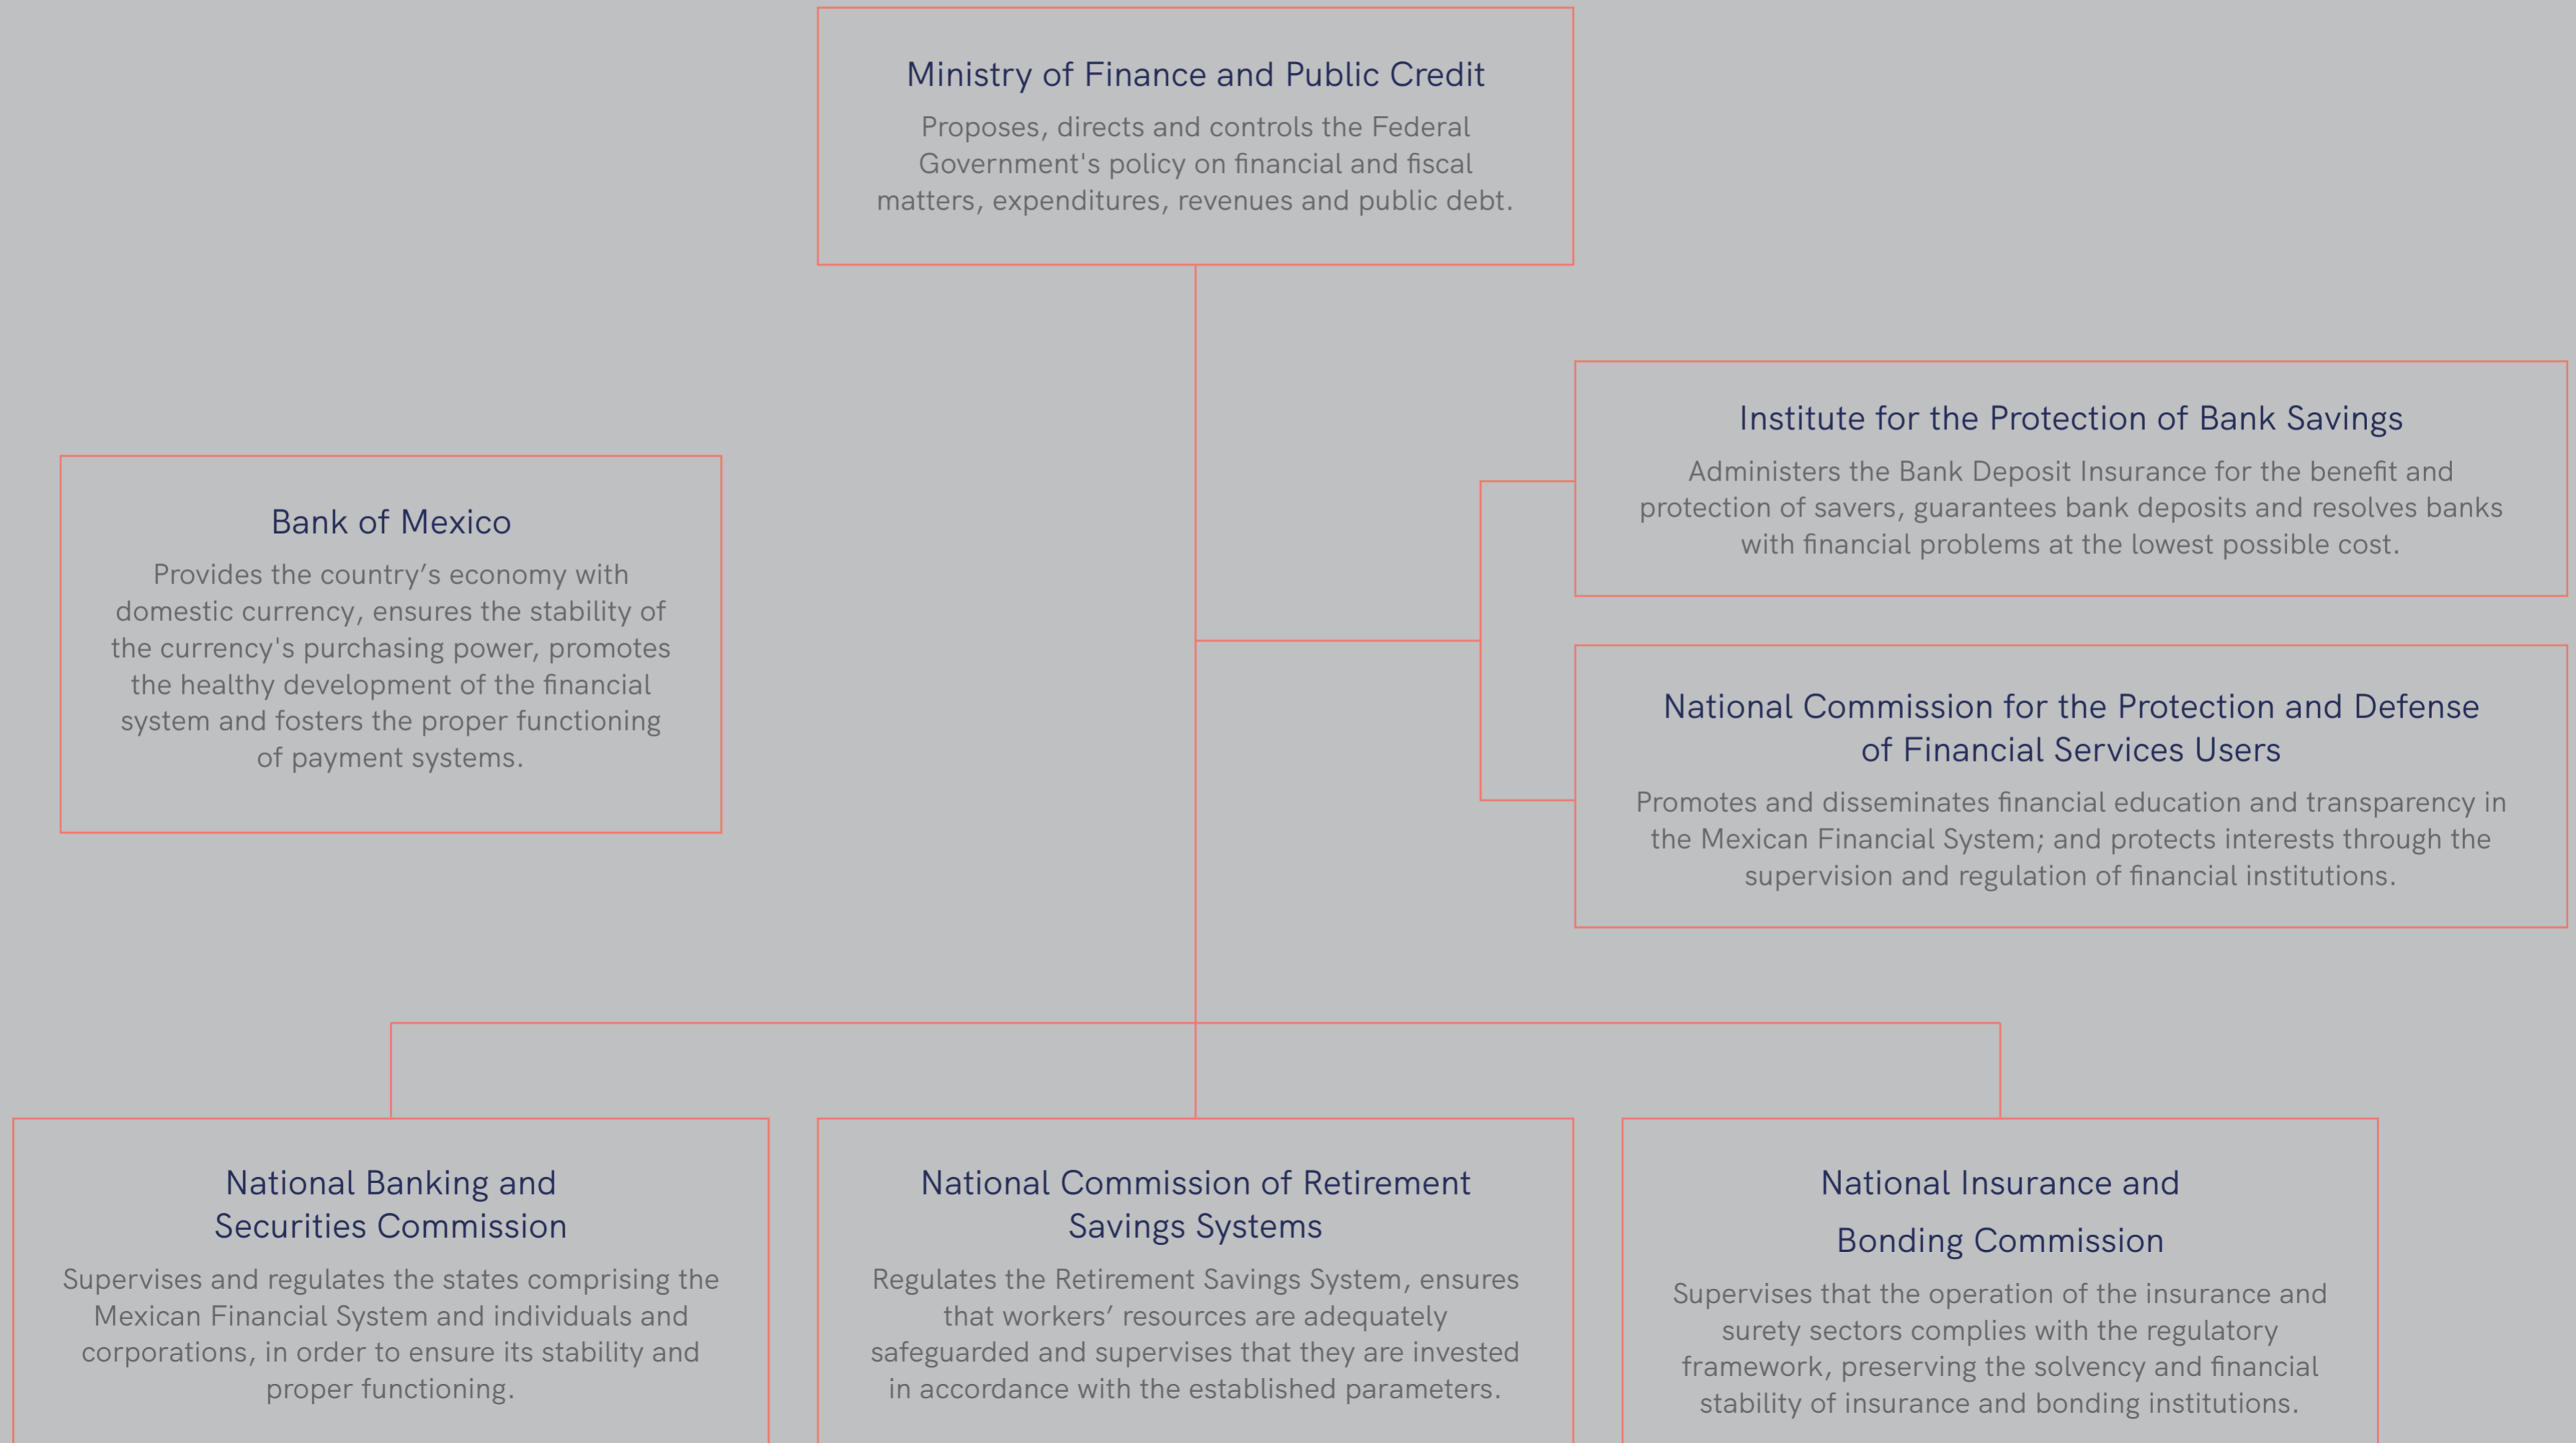 Ministry of Finance and Public Credit
Proposes, directs and controls the Federal
Government's policy on financial and fiscal
matters, expenditures, revenues and public debt.
Institute for the Protection of Bank Savings
Administers the Bank Deposit Insurance for the benefit and
protection of savers, guarantees bank deposits and resolves banks
with financial problems at the lowest possible cost.
Bank of Mexico
Provides the country’s economy with
domestic currency, ensures the stability of
the currency's purchasing power, promotes
the healthy development of the financial
system and fosters the proper functioning
of payment systems.
National Commission for the Protection and Defense
of Financial Services Users
Promotes and disseminates financial education and transparency in
the Mexican Financial System; and protects interests through the
supervision and regulation of financial institutions.
National Banking and
Securities Commission
Supervises and regulates the states comprising the
Mexican Financial System and individuals and
corporations, in order to ensure its stability and
proper functioning.
National Commission of Retirement
Savings Systems
Regulates the Retirement Savings System, ensures
that workers’ resources are adequately
safeguarded and supervises that they are invested
in accordance with the established parameters.
National Insurance and
Bonding Commission
Supervises that the operation of the insurance and
surety sectors complies with the regulatory
framework, preserving the solvency and financial
stability of insurance and bonding institutions.